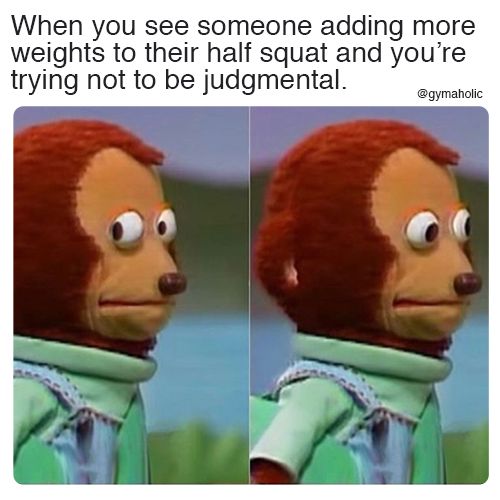 When you see someone adding more
weights to their half squat and you’re
trying not to be judgmental.
@gymaholic